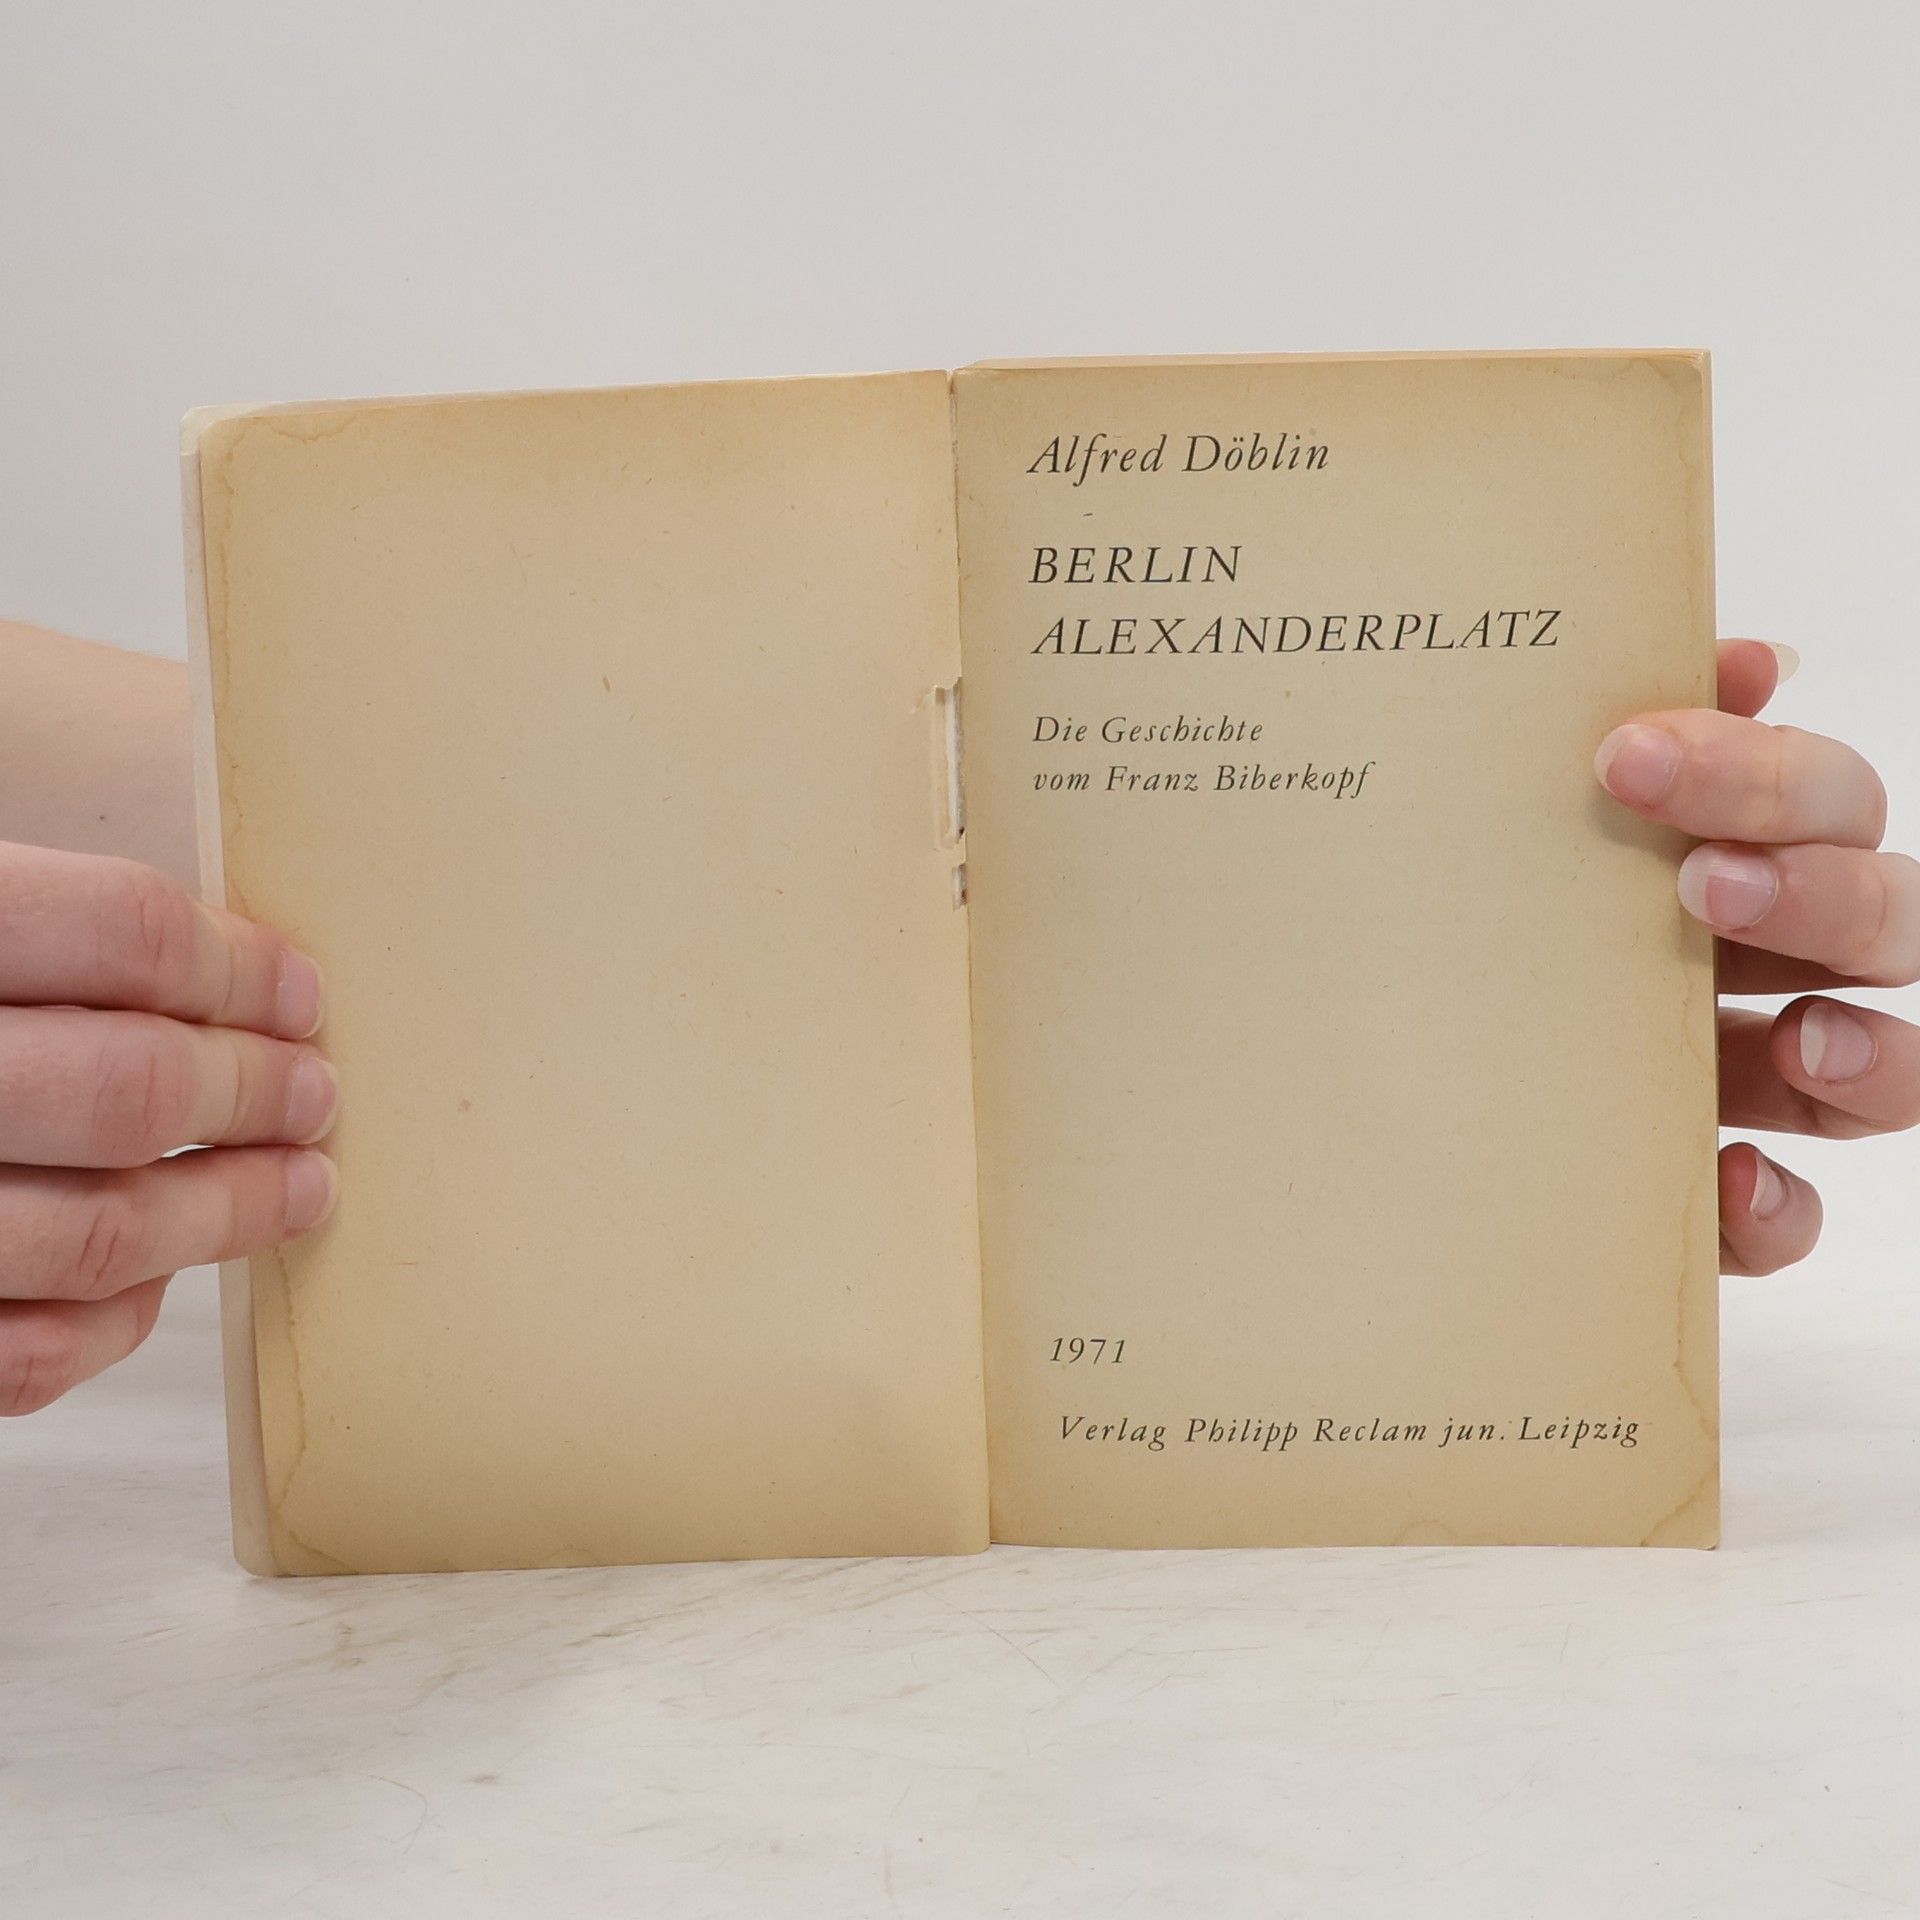 Alfred Döblin
BERLIN
ALEXANDERPLATZ
Die Geschichte
vom Franz Biberkopf
1971
Verlag Philipp Reclam jun. Leipzig